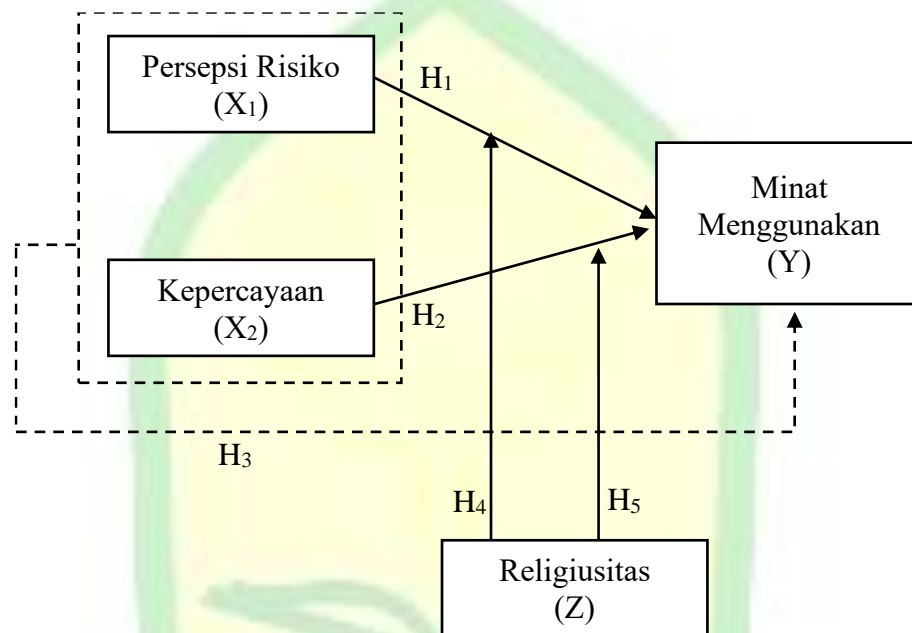 Persepsi Risiko
(X₁)
H₁
Minat
Menggunakan
(Y)
Kepercayaan
(X₂)
H₂
H₃
H₄
H₅
Religiusitas
(Z)